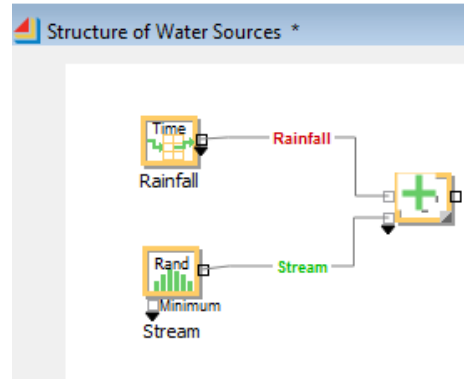 Structure of Water Sources *
Time
Rainfall
Rainfall
Rand
Stream
Minimum
Stream